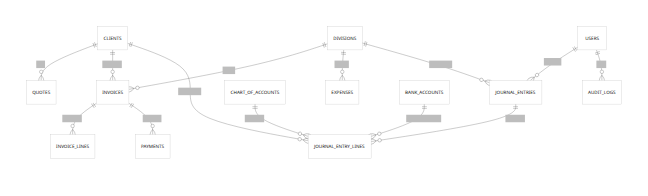 CLIENTS
DIVISIONS
USERS
QUOTES
INVOICES
CHART_OF_ACCOUNTS
EXPENSES
BANK_ACCOUNTS
JOURNAL_ENTRIES
AUDIT_LOGS
INVOICE_LINES
PAYMENTS
JOURNAL_ENTRY_LINES